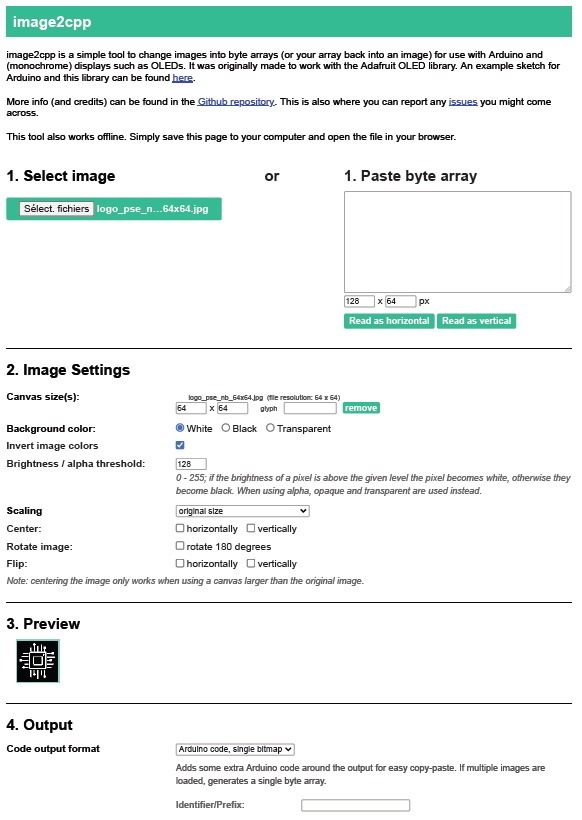 image2cpp
image2cpp is a simple tool to change images into byte arrays (or your array back into an image) for use with Arduino and
(monochrome) displays such as OLEDs. It was originally made to work with the Adafruit OLED library. An example sketch for
Arduino and this library can be found here.
More info (and credits) can be found in the Github repository. This is also where you can report any issues you might come
across.
This tool also works offline. Simply save this page to your computer and open the file in your browser.
1. Select image
or
1. Paste byte array
Sélect. fichiers logo_pse_n...64x64.jpg
128 x 64 px
Read as horizontal Read as vertical
2. Image Settings
Canvas size(s):
logo_pse_nb_64x64.jpg (file resolution: 64 x 64)
64 x 64 glyph remove
Background color: White Black Transparent
Invert image colors
Brightness / alpha threshold: 128
0 - 255; if the brightness of a pixel is above the given level the pixel becomes white, otherwise they
become black. When using alpha, opaque and transparent are used instead.
Scaling original size
Center: horizontally vertically
Rotate image: rotate 180 degrees
Flip: horizontally vertically
Note: centering the image only works when using a canvas larger than the original image.
3. Preview
4. Output
Code output format Arduino code, single bitmap
Adds some extra Arduino code around the output for easy copy-paste. If multiple images are
loaded, generates a single byte array.
Identifier/Prefix: